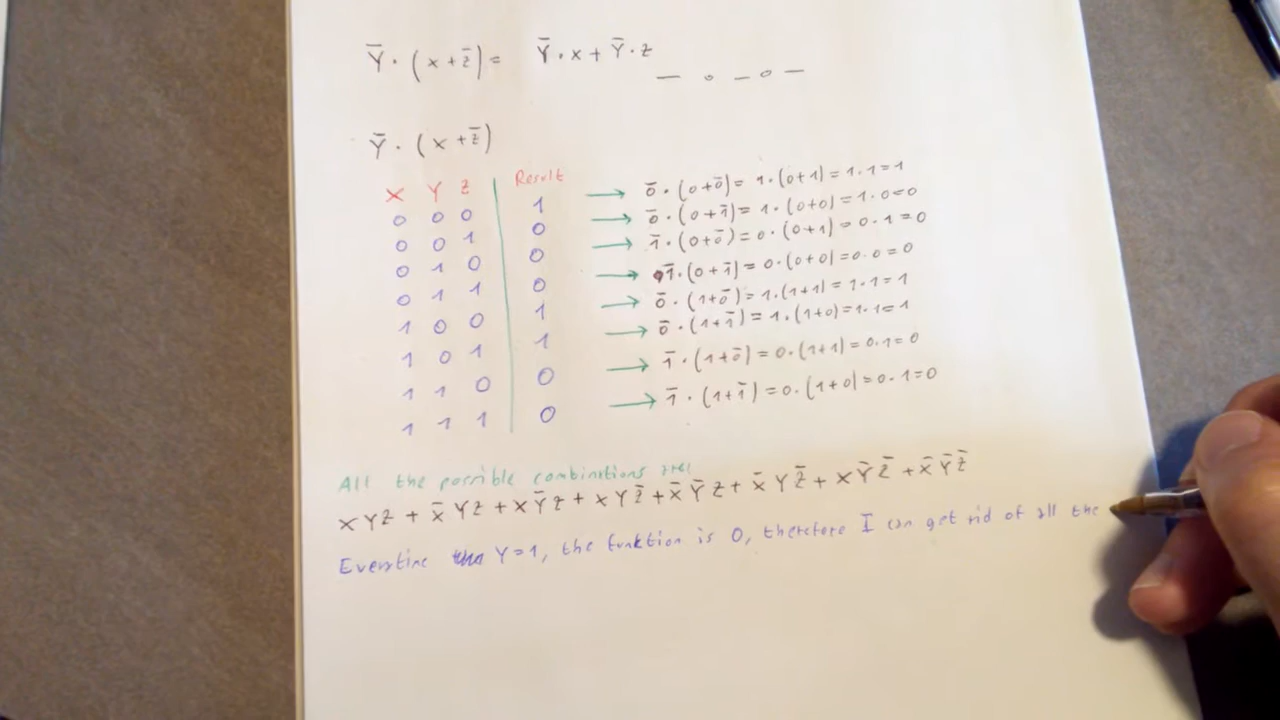 Ȳ · (x + z̄) = Ȳ · x + Ȳ · z
Ȳ · (x + z̄)
X Y Z Result
0 0 0 1 → 0̄ · (0+0̄) = 1·(0+1) = 1·1=1
0 0 1 0 → 0̄ · (0+1̄) = 1·(0+0) = 1·0=0
0 1 0 0 → 1̄ · (0+0̄) = 0·(0+1) = 0·1=0
0 1 1 0 → 1̄ · (0+1̄) = 0·(0+0) = 0·0=0
1 0 0 1 → 0̄ · (1+0̄) = 1·(1+1) = 1·1=1
1 0 1 1 → 0̄ · (1+1̄) = 1·(1+0) = 1·1=1
1 1 0 0 → 1̄ · (1+0̄) = 0·(1+1) = 0·1=0
1 1 1 0 → 1̄ · (1+1̄) = 0·(1+0) = 0·1=0
All the possible combinations are:
XYZ + X̄YZ + XȲZ + XYZ̄ + X̄ȲZ + X̄YZ̄ + XȲZ̄ + X̄ȲZ̄
Y=1, the funktion is 0, therefore I can get rid of all the